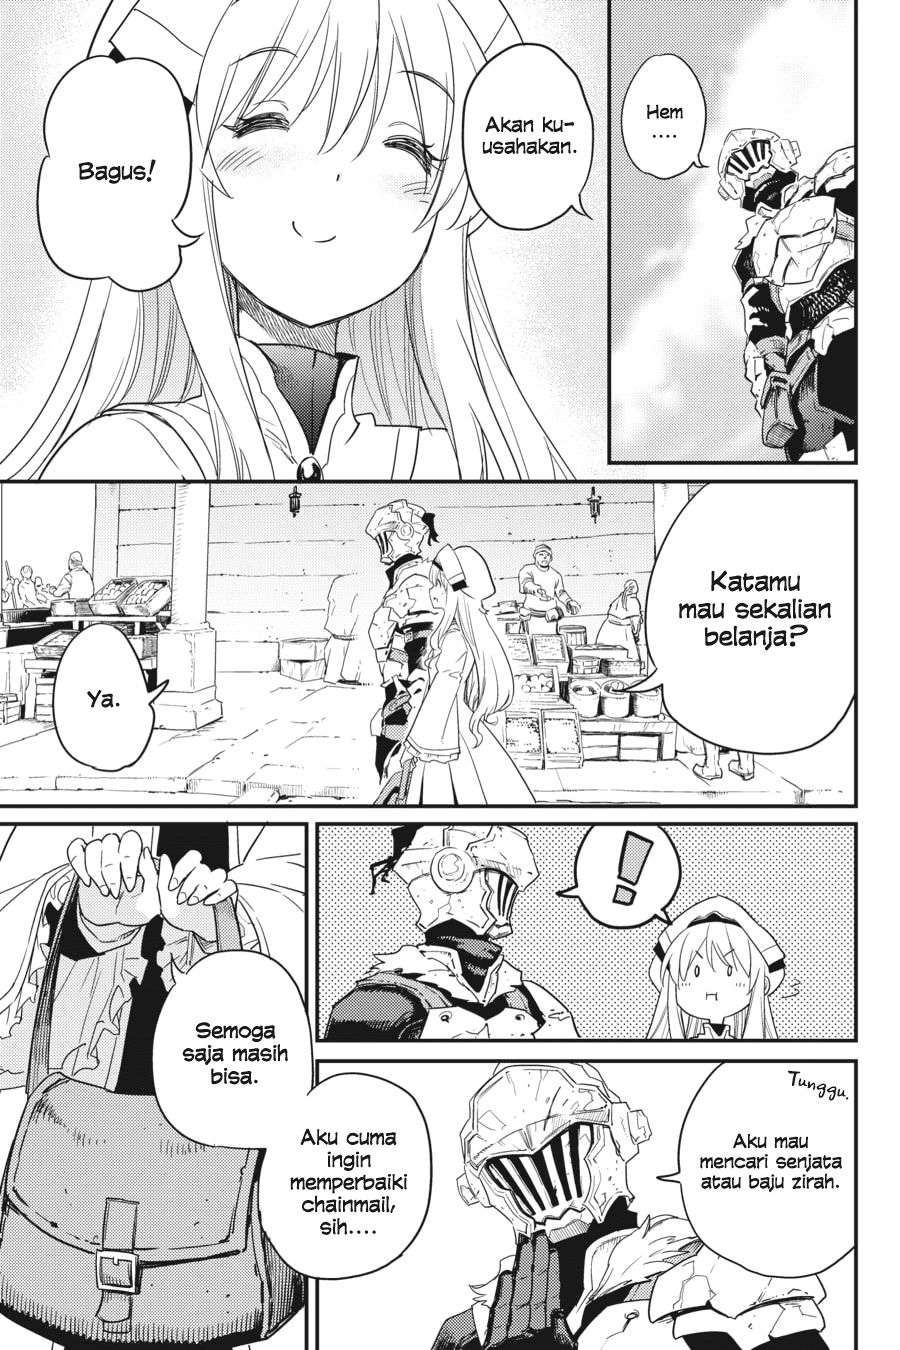 Hem
....
Akan ku-
usahakan.
Bagus!
Katamu
mau sekalian
belanja?
Ya.
!
Tunggu.
Aku mau
mencari senjata
atau baju zirah.
Aku cuma
ingin
memperbaiki
chainmail,
sih....
Semoga
saja masih
bisa.